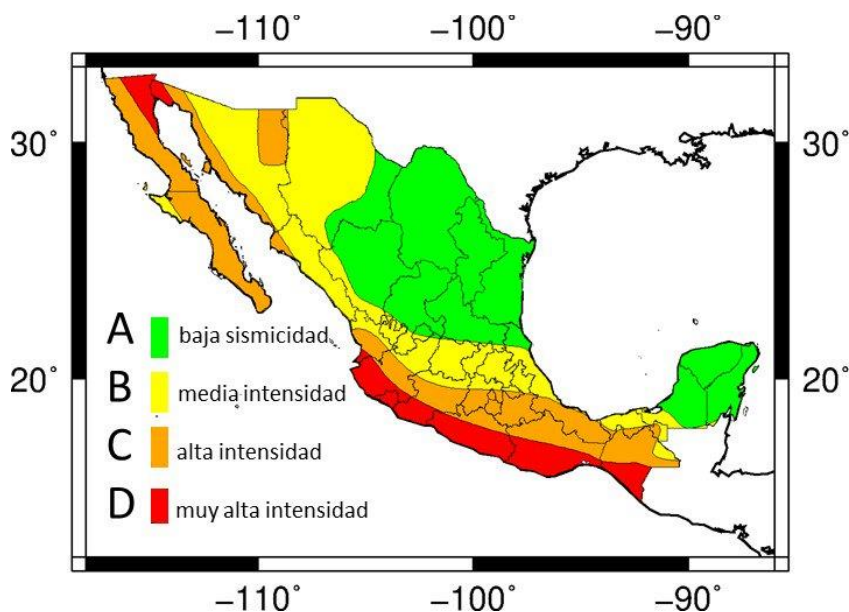 −110˚ −100˚ −90˚
30˚ 30˚
20˚ 20˚
A baja sismicidad
B media intensidad
C alta intensidad
D muy alta intensidad
−110˚ −100˚ −90˚